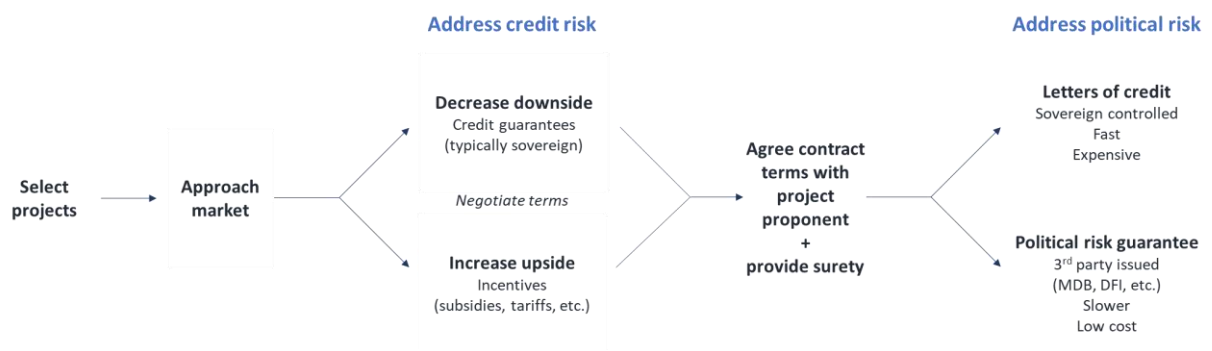 Address credit risk
Address political risk
Select
projects
Approach
market
Decrease downside
Credit guarantees
(typically sovereign)
Negotiate terms
Increase upside
Incentives
(subsidies, tariffs, etc.)
Agree contract
terms with
project
proponent
+
provide surety
Letters of credit
Sovereign controlled
Fast
Expensive
Political risk guarantee
3rd party issued
(MDB, DFI, etc.)
Slower
Low cost